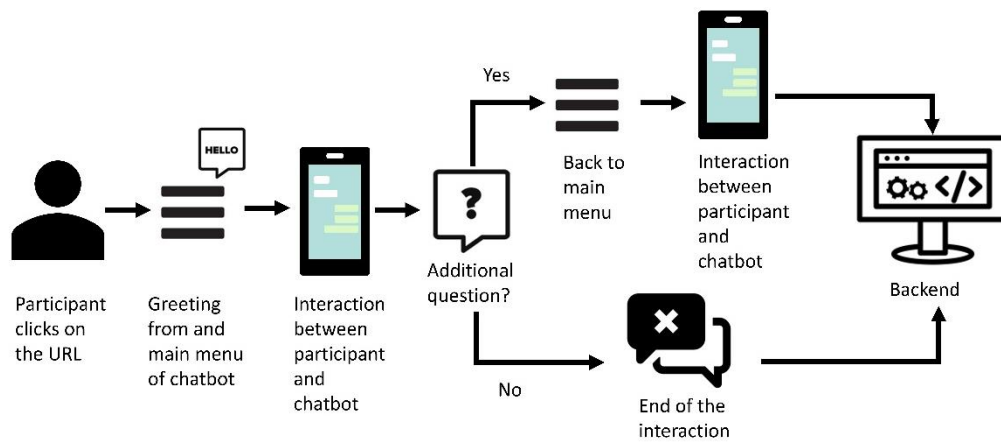 Yes
HELLO
Back to
main
menu
Interaction
between
participant
and
chatbot
?
Additional
question?
</>
Backend
Participant
clicks on
the URL
Greeting
from and
main menu
of chatbot
Interaction
between
participant
and
chatbot
No
End of the
interaction